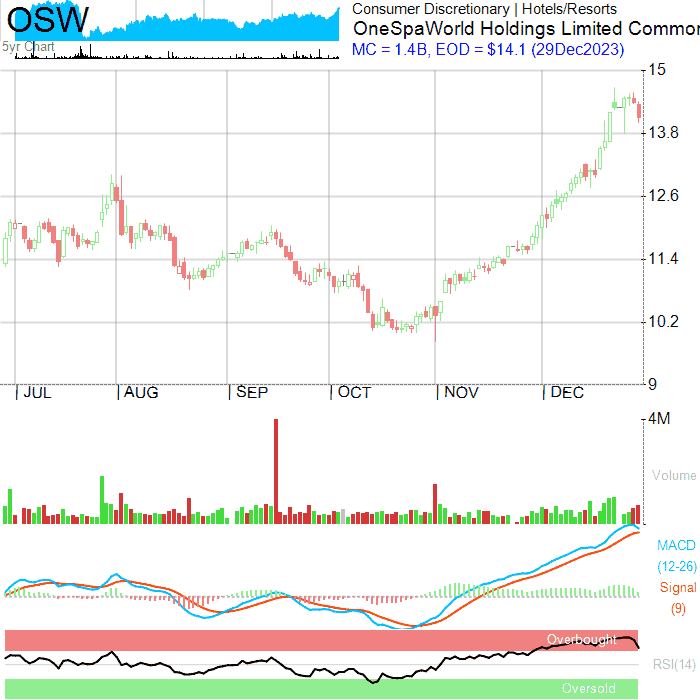 OSW
5yr Chart
Consumer Discretionary | Hotels/Resorts
OneSpaWorld Holdings Limited Common
MC = 1.4B, EOD = $14.1 (29Dec2023)
15
13.8
12.6
11.4
10.2
9
JUL
AUG
SEP
OCT
NOV
DEC
4M
Volume
MACD
(12-26)
Signal
(9)
Overbought
RSI(14)
Oversold